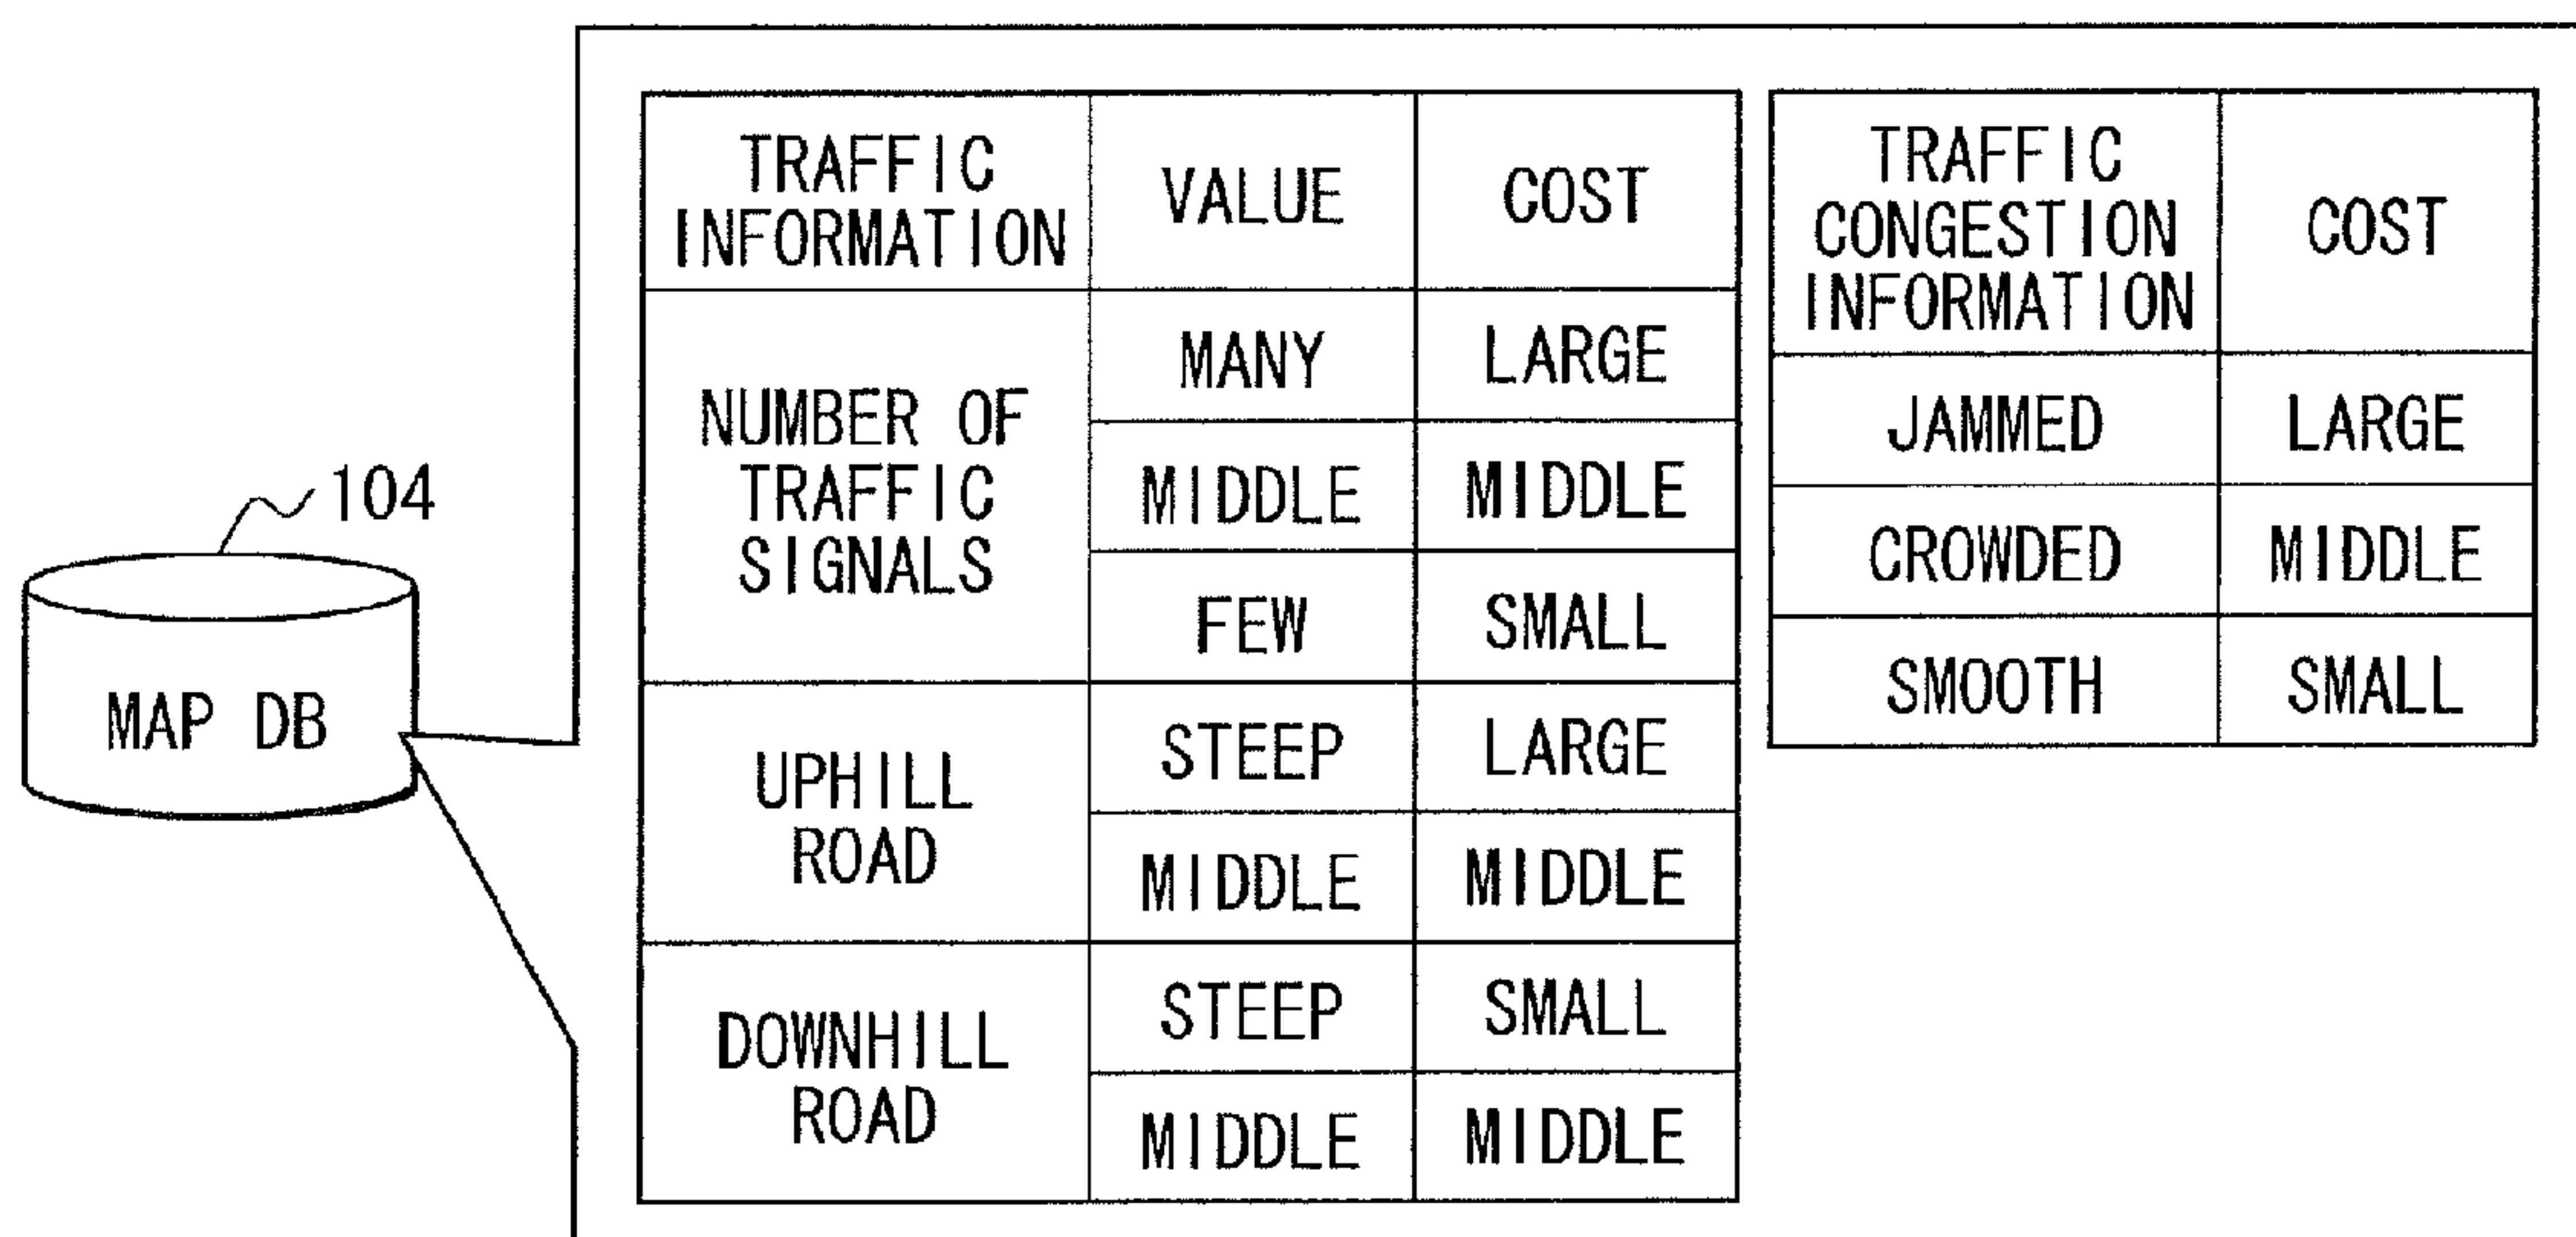 104
MAP DB
TRAFFIC
INFORMATION
VALUE
COST
NUMBER OF
TRAFFIC
SIGNALS
MANY
LARGE
MIDDLE
MIDDLE
FEW
SMALL
UPHILL
ROAD
STEEP
LARGE
MIDDLE
MIDDLE
DOWNHILL
ROAD
STEEP
SMALL
MIDDLE
MIDDLE
TRAFFIC
CONGESTION
INFORMATION
COST
JAMMED
LARGE
CROWDED
MIDDLE
SMOOTH
SMALL